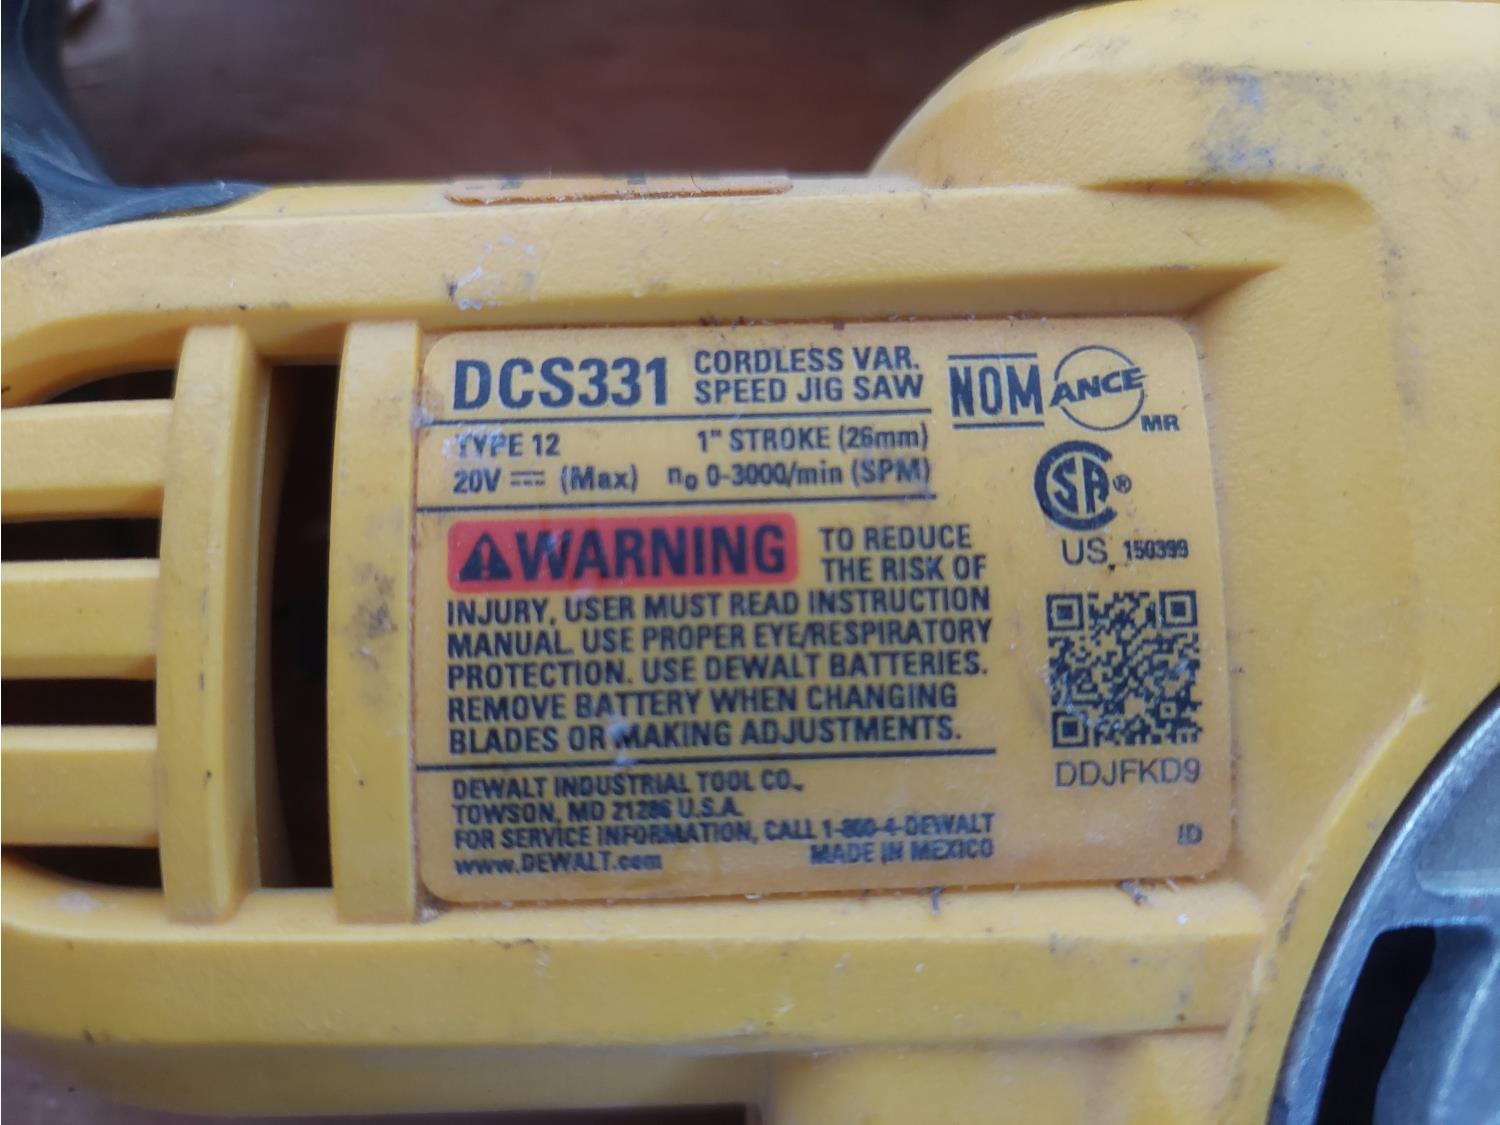 DCS331 CORDLESS VAR.
SPEED JIG SAW
TYPE 12 1" STROKE (26mm)
20V ⎓ (Max) n₀ 0-3000/min (SPM)
NOM ANCE
MR
SA®
US 150399
⚠WARNING TO REDUCE
THE RISK OF
INJURY, USER MUST READ INSTRUCTION
MANUAL. USE PROPER EYE/RESPIRATORY
PROTECTION. USE DEWALT BATTERIES.
REMOVE BATTERY WHEN CHANGING
BLADES OR MAKING ADJUSTMENTS.
DDJFKD9
DEWALT INDUSTRIAL TOOL CO.,
TOWSON, MD 21286 U.S.A.
FOR SERVICE INFORMATION, CALL 1-800-4-DEWALT
www.DEWALT.com MADE IN MEXICO